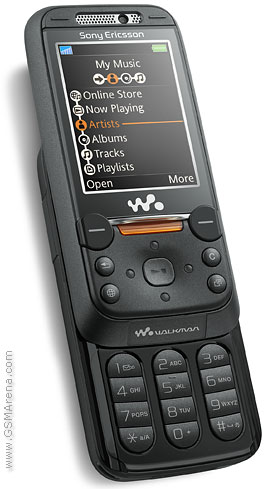 Sony Ericsson
My Music
Online Store
Now Playing
Artists
Albums
Tracks
Playlists
Open More
WALKMAN
1 2 ABC 3 DEF
4 GHI 5 JKL 6 MNO
7 PQRS 8 TUV 9 WXYZ
* a/A 0 + #
www.GSMArena.com